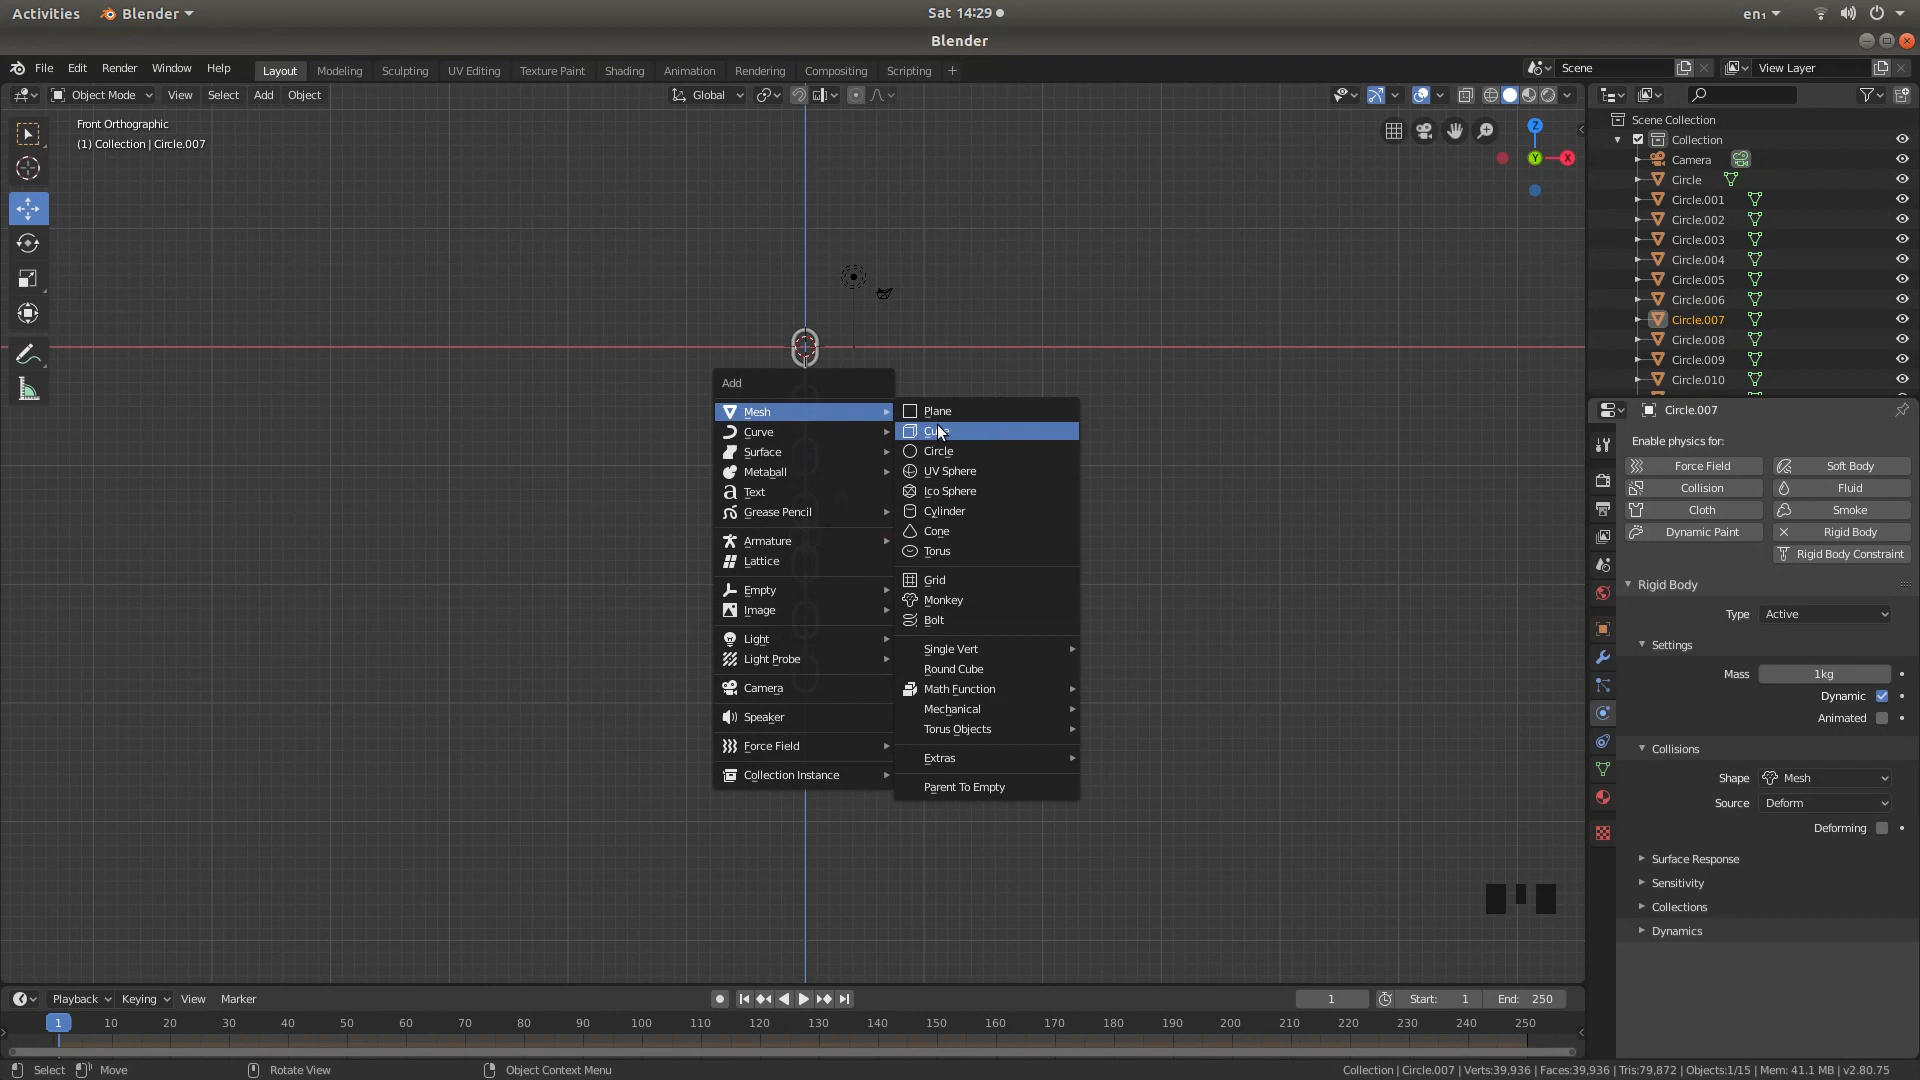 Activities Blender Sat 14:29 en₁
Blender
File Edit Render Window Help Layout Modeling Sculpting UV Editing Texture Paint Shading Animation Rendering Compositing Scripting + Scene View Layer
Object Mode View Select Add Object Global
Front Orthographic
(1) Collection | Circle.007
Z
Y
X
Scene Collection
Collection
Camera
Circle
Circle.001
Circle.002
Circle.003
Circle.004
Circle.005
Circle.006
Circle.007
Circle.008
Circle.009
Circle.010
Add
Mesh
Curve
Surface
Metaball
Text
Grease Pencil
Armature
Lattice
Empty
Image
Light
Light Probe
Camera
Speaker
Force Field
Collection Instance
Plane
Cube
Circle
UV Sphere
Ico Sphere
Cylinder
Cone
Torus
Grid
Monkey
Bolt
Single Vert
Round Cube
Math Function
Mechanical
Torus Objects
Extras
Parent To Empty
Circle.007
Enable physics for:
Force Field Soft Body
Collision Fluid
Cloth Smoke
Dynamic Paint Rigid Body
Rigid Body Constraint
Rigid Body
Type Active
Settings
Mass 1kg
Dynamic
Animated
Collisions
Shape Mesh
Source Deform
Deforming
Surface Response
Sensitivity
Collections
Dynamics
Playback Keying View Marker 1 Start: 1 End: 250
1 10 20 30 40 50 60 70 80 90 100 110 120 130 140 150 160 170 180 190 200 210 220 230 240 250
Select Move Rotate View Object Context Menu Collection | Circle.007 | Verts:39,936 | Faces:39,936 | Tris:79,872 | Objects:1/15 | Mem: 41.1 MB | v2.80.75